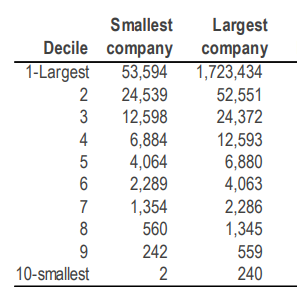 Smallest Largest
Decile company company
1-Largest 53,594 1,723,434
2 24,539 52,551
3 12,598 24,372
4 6,884 12,593
5 4,064 6,880
6 2,289 4,063
7 1,354 2,286
8 560 1,345
9 242 559
10-smallest 2 240